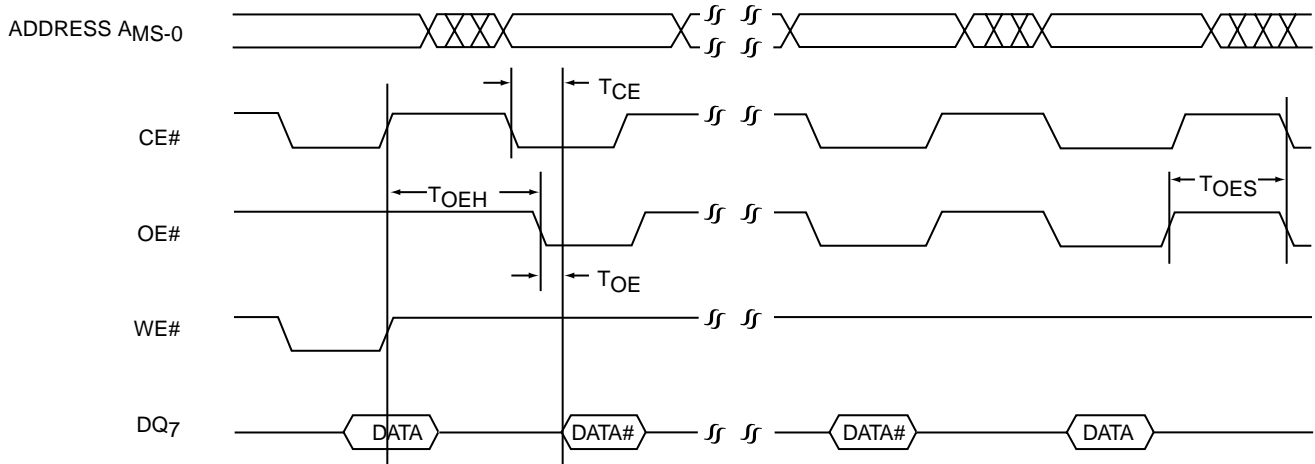 ADDRESS AMS-0
TCE
CE#
TOEH
TOES
OE#
TOE
WE#
DQ7
DATA DATA# DATA# DATA